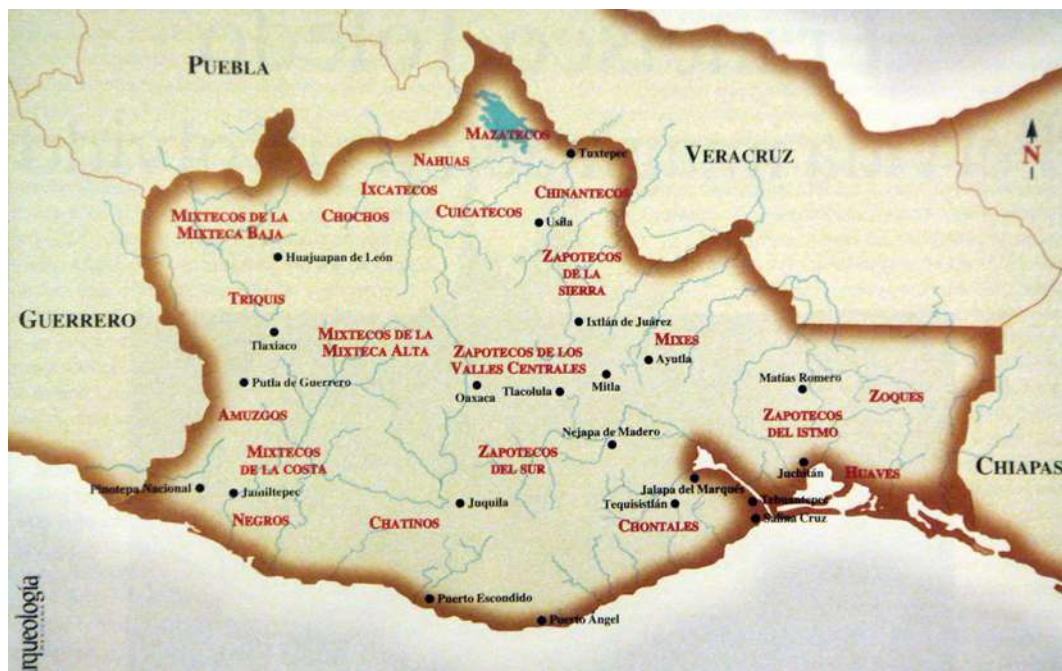 PUEBLA
MAZATECOS
Tuxtepec
VERACRUZ
N
NAHUAS
IXCATECOS
CHINANTECOS
MIXTECOS DE LA
MIXTECA BAJA
CHOCHOS
CUICATECOS
Usila
Huajuapan de León
ZAPOTECOS
DE LA
SIERRA
TRIQUIS
GUERRERO
Ixtlán de Juárez
Tlaxiaco
MIXTECOS DE LA
MIXTECA ALTA
ZAPOTECOS DE LOS
VALLES CENTRALES
MIXES
Ayutla
Putla de Guerrero
Oaxaca
Tlacolula
Mitla
Matías Romero
ZOQUES
AMUZGOS
ZAPOTECOS
DEL ISTMO
Nejapa de Madero
MIXTECOS
DE LA COSTA
ZAPOTECOS
DEL SUR
Juchitán
HUAVES
CHIAPAS
Pinotepa Nacional
Jamiltepec
Jalapa del Marqués
Juquila
Tequisistlán
Tehuantepec
NEGROS
CHATINOS
CHONTALES
Salina Cruz
Puerto Escondido
Puerto Angel
rqueología